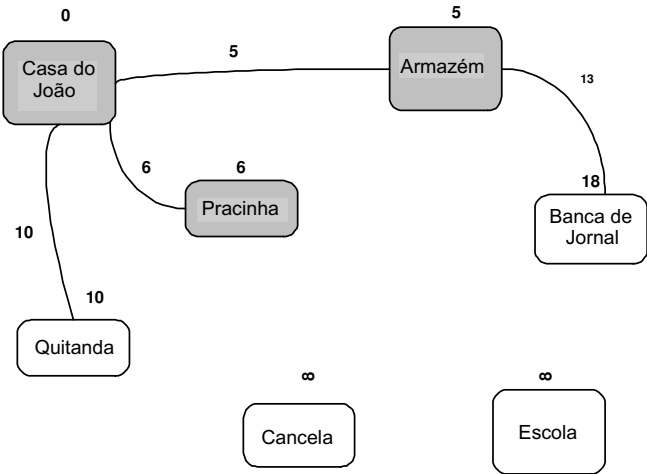 0
5
Casa do
João
5
Armazém
13
6
6
18
Pracinha
Banca de
Jornal
10
10
Quitanda
∞
∞
Cancela
Escola